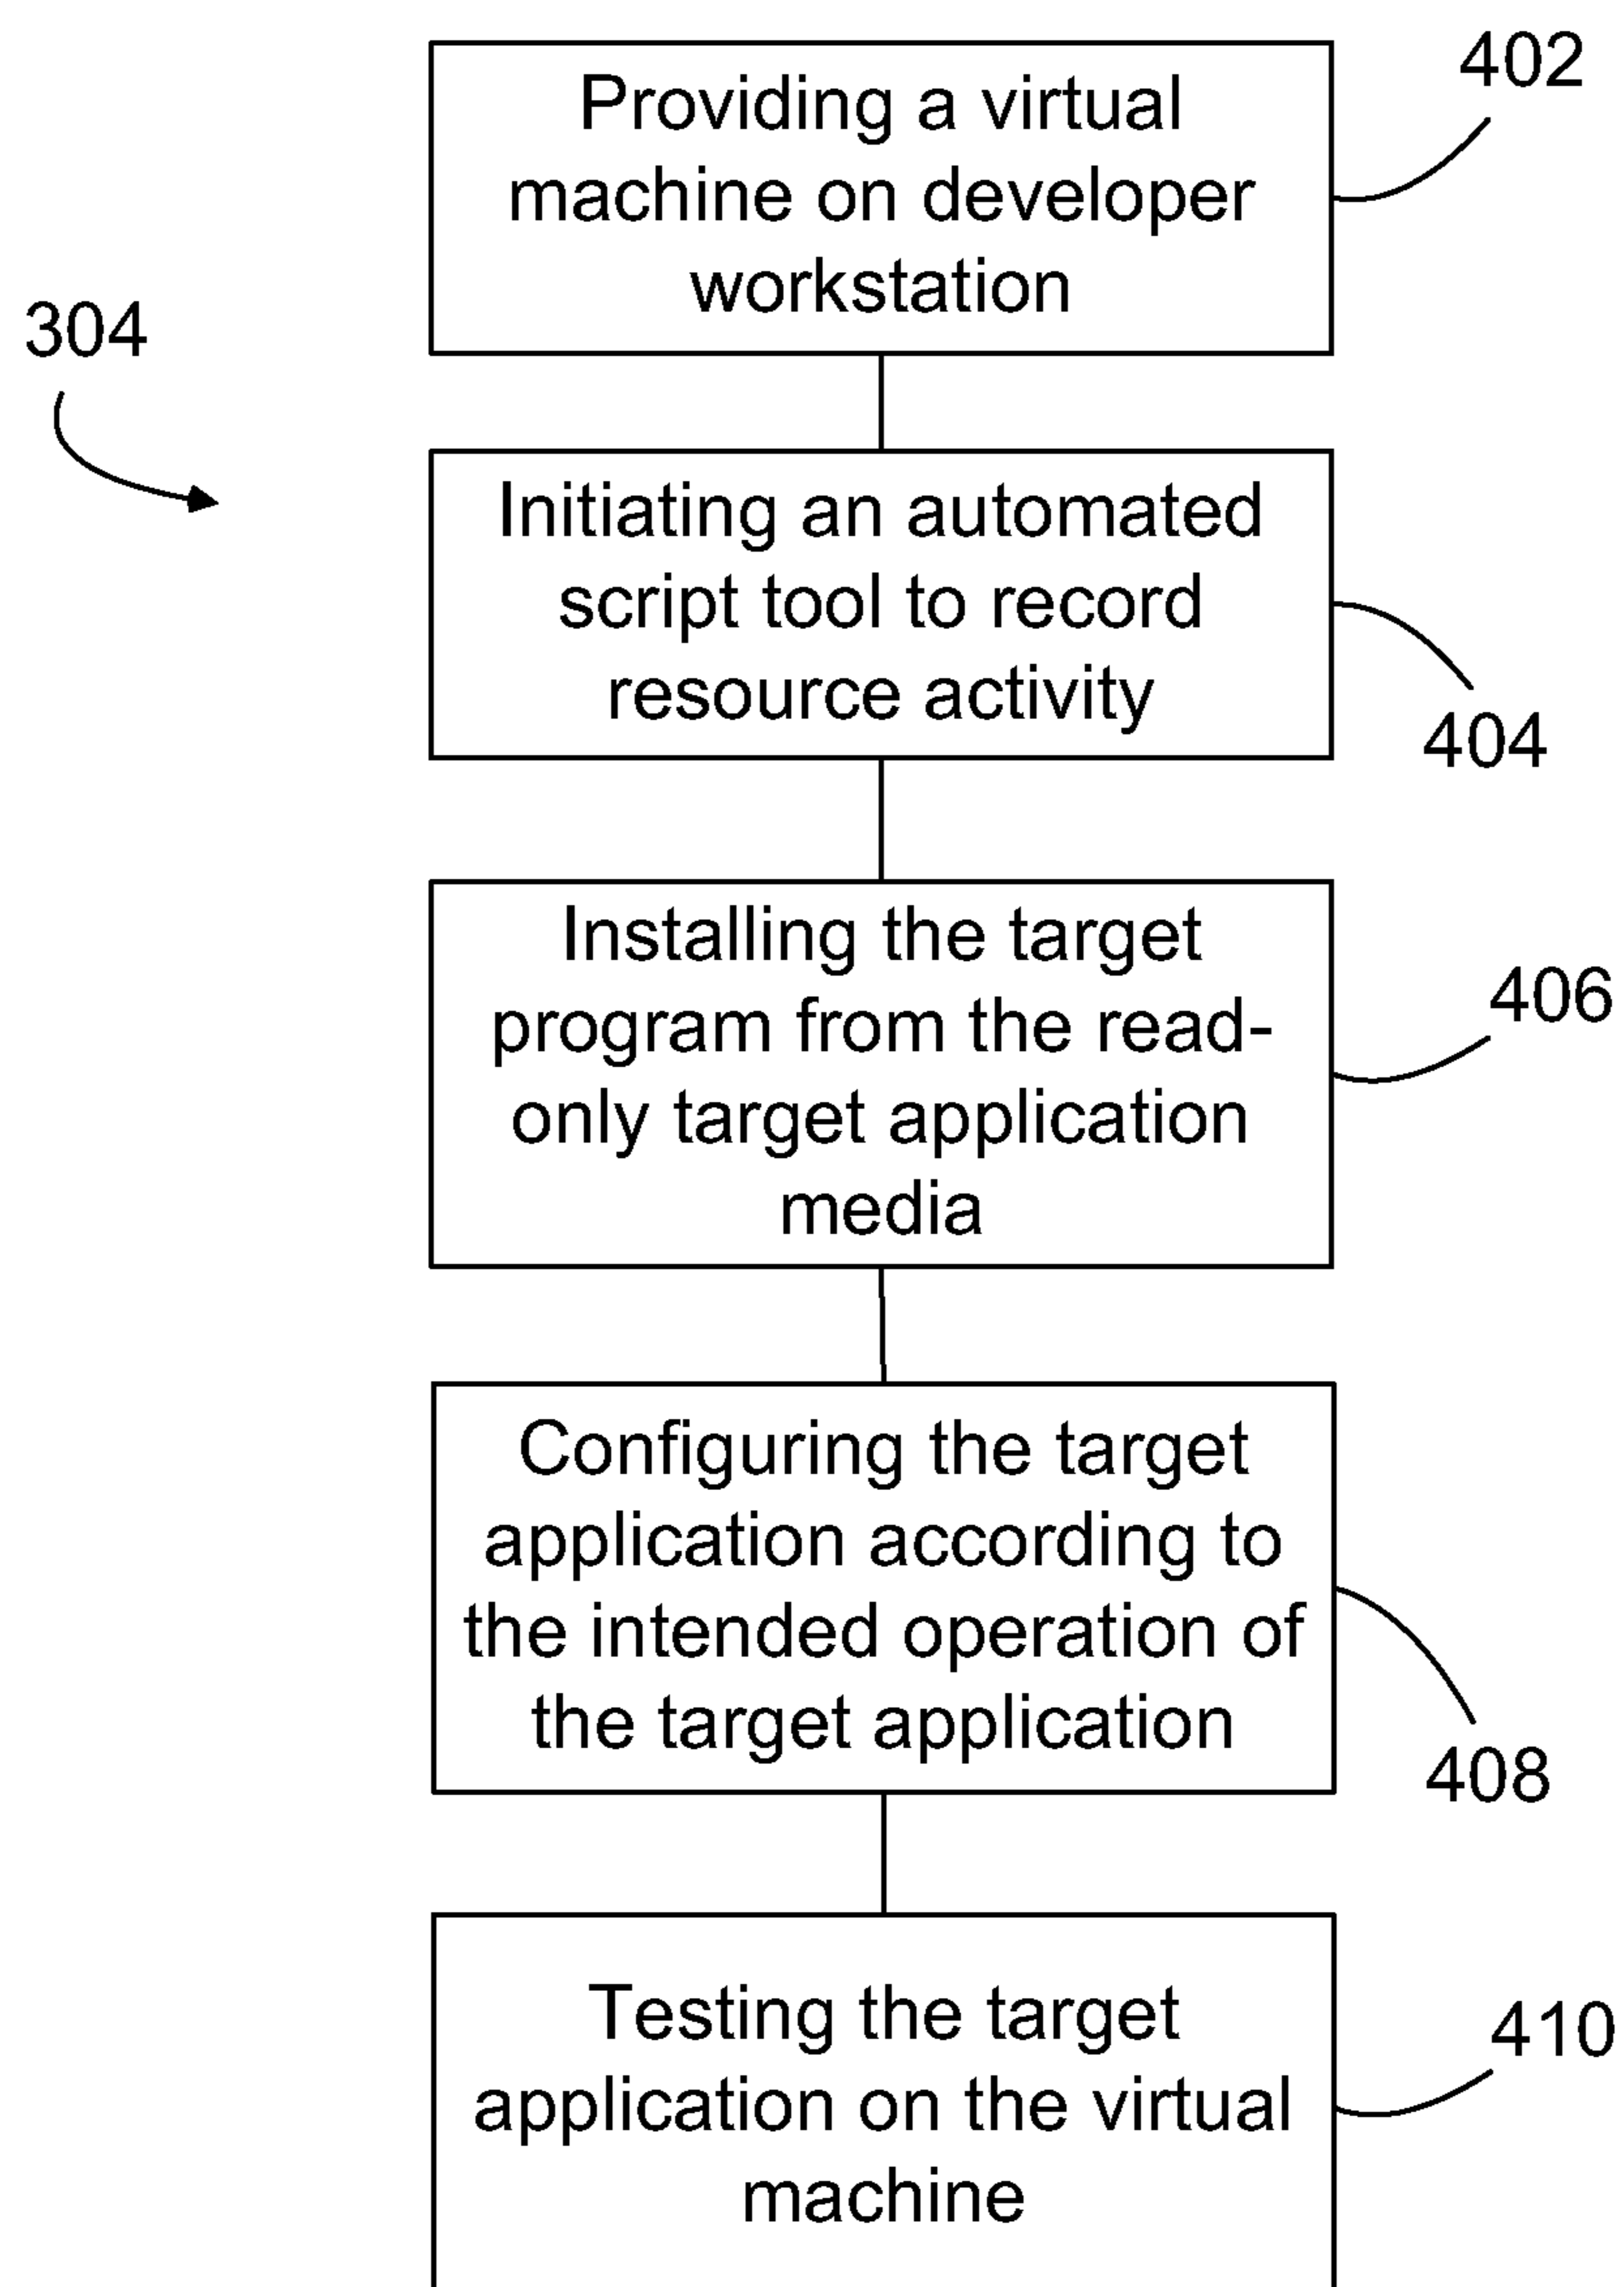 402
Providing a virtual
machine on developer
workstation
304
Initiating an automated
script tool to record
resource activity
404
Installing the target
program from the read-
only target application
media
406
Configuring the target
application according to
the intended operation of
the target application
408
Testing the target
application on the virtual
machine
410